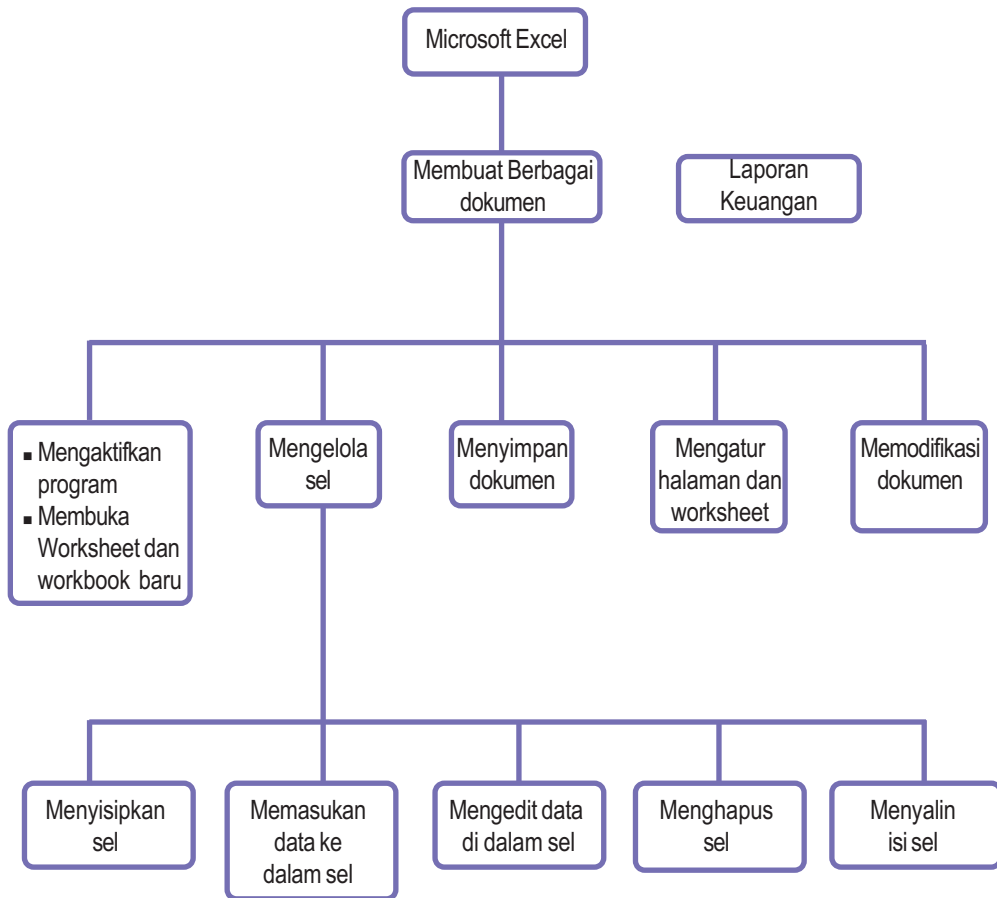 Microsoft Excel
Membuat Berbagai
dokumen
Laporan
Keuangan
▪ Mengaktifkan
program
▪ Membuka
Worksheet dan
workbook baru
Mengelola
sel
Menyimpan
dokumen
Mengatur
halaman dan
worksheet
Memodifikasi
dokumen
Menyisipkan
sel
Memasukan
data ke
dalam sel
Mengedit data
di dalam sel
Menghapus
sel
Menyalin
isi sel